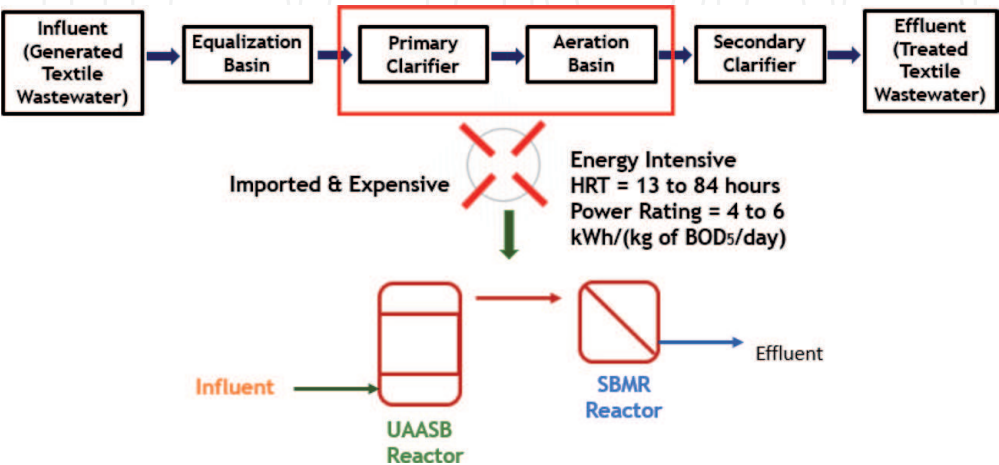 Influent
(Generated
Textile
Wastewater)
Equalization
Basin
Primary
Clarifier
Aeration
Basin
Secondary
Clarifier
Effluent
(Treated
Textile
Wastewater)
Imported & Expensive
Energy Intensive
HRT = 13 to 84 hours
Power Rating = 4 to 6
kWh/(kg of BOD₅/day)
Influent
UAASB
Reactor
SBMR
Reactor
Effluent